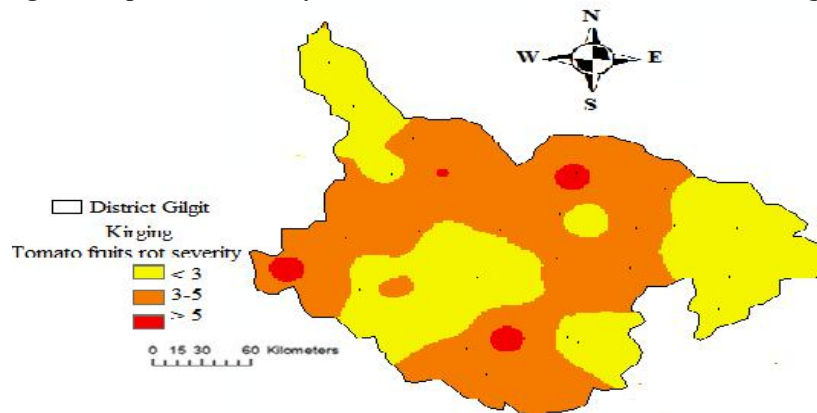 N
W E
S
District Gilgit
Kirging
Tomato fruits rot severity
< 3
3-5
> 5
0 15 30 60 Kilometers